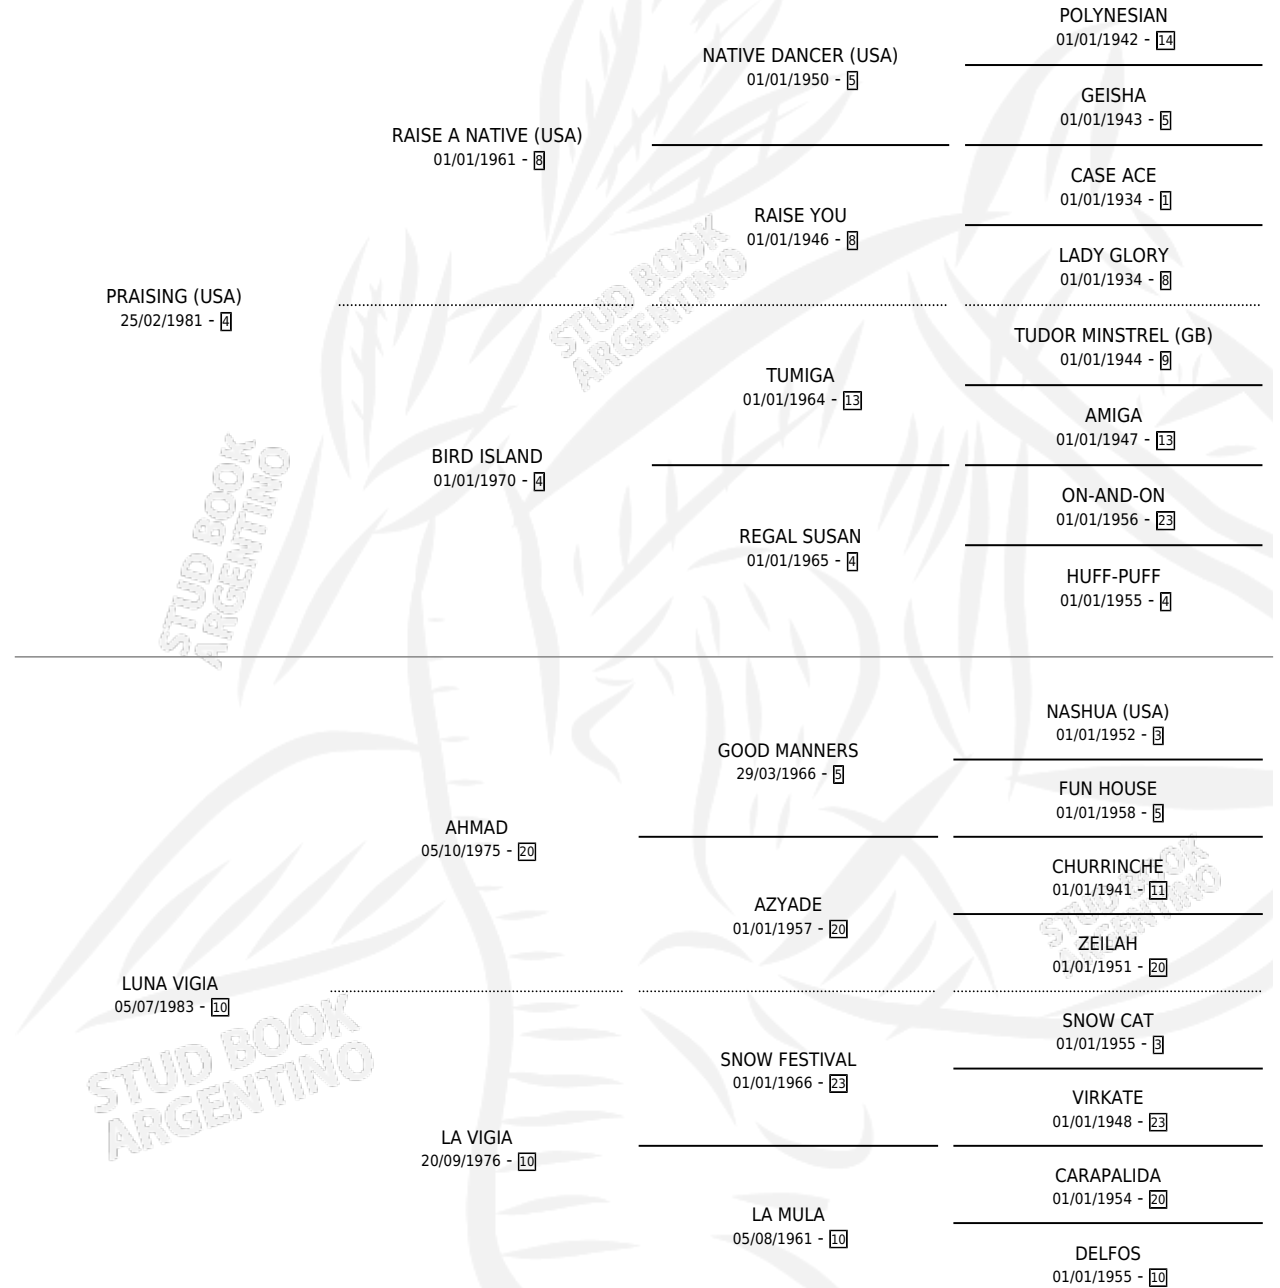 POLYNESIAN
01/01/1942 - 14
NATIVE DANCER (USA)
01/01/1950 - 5
GEISHA
01/01/1943 - 5
RAISE A NATIVE (USA)
01/01/1961 - 8
CASE ACE
01/01/1934 - 1
RAISE YOU
01/01/1946 - 8
LADY GLORY
01/01/1934 - 8
PRAISING (USA)
25/02/1981 - 4
TUDOR MINSTREL (GB)
01/01/1944 - 9
TUMIGA
01/01/1964 - 13
AMIGA
01/01/1947 - 13
BIRD ISLAND
01/01/1970 - 4
ON-AND-ON
01/01/1956 - 23
REGAL SUSAN
01/01/1965 - 4
HUFF-PUFF
01/01/1955 - 4
NASHUA (USA)
01/01/1952 - 3
GOOD MANNERS
29/03/1966 - 5
FUN HOUSE
01/01/1958 - 5
AHMAD
05/10/1975 - 20
CHURRINCHE
01/01/1941 - 11
AZYADE
01/01/1957 - 20
ZEILAH
01/01/1951 - 20
LUNA VIGIA
05/07/1983 - 10
SNOW CAT
01/01/1955 - 3
SNOW FESTIVAL
01/01/1966 - 23
VIRKATE
01/01/1948 - 23
LA VIGIA
20/09/1976 - 10
CARAPALIDA
01/01/1954 - 20
LA MULA
05/08/1961 - 10
DELFOS
01/01/1955 - 10
STUD BOOK
ARGENTINO
STUD BOOK
ARGENTINO
STUD BOOK
ARGENTINO
STUD BOOK
ARGENTINO